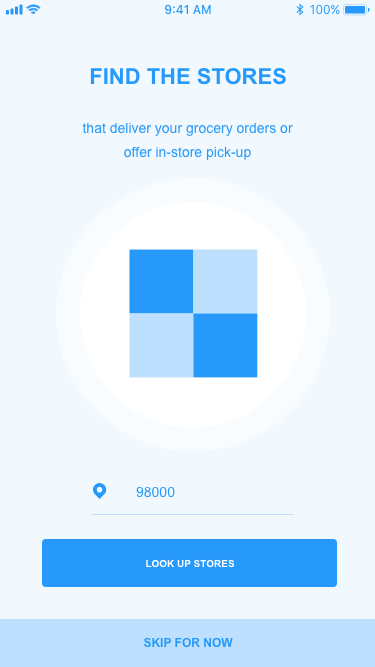 9:41 AM
100%
FIND THE STORES
that deliver your grocery orders or
offer in-store pick-up
98000
LOOK UP STORES
SKIP FOR NOW